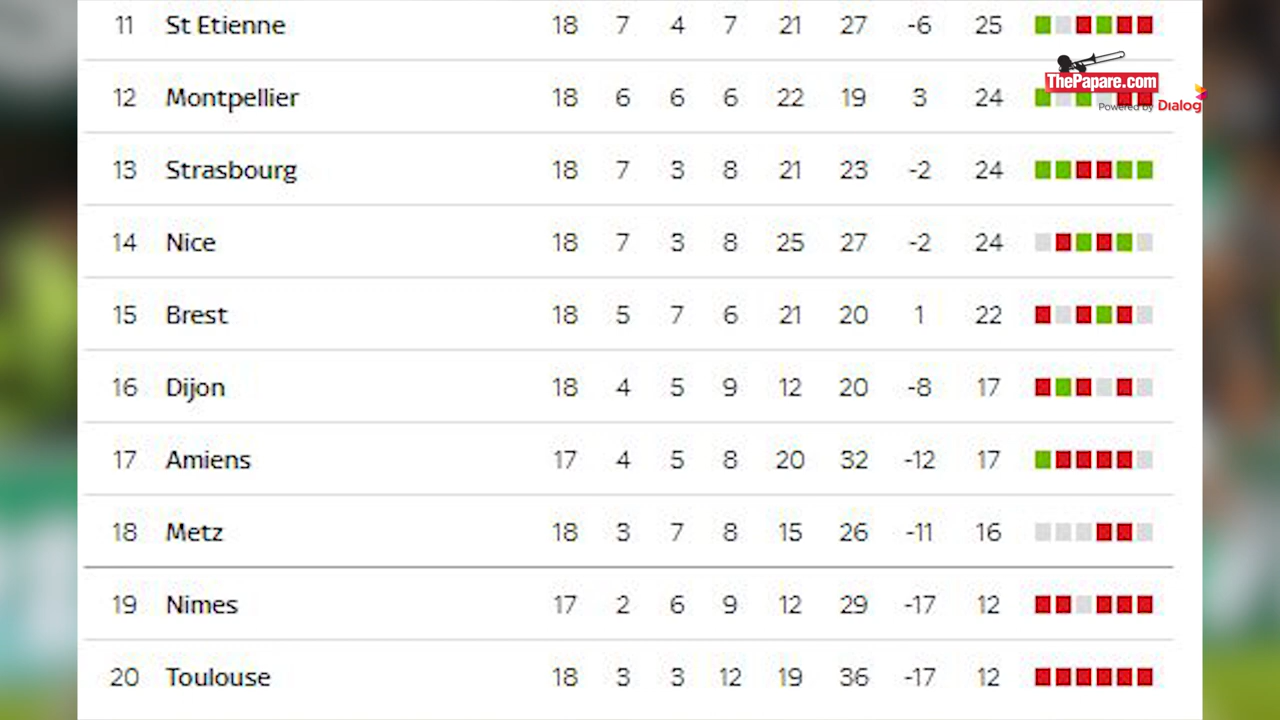 11 St Etienne 18 7 4 7 21 27 -6 25
ThePapare.com
Powered by Dialog
12 Montpellier 18 6 6 6 22 19 3 24
13 Strasbourg 18 7 3 8 21 23 -2 24
14 Nice 18 7 3 8 25 27 -2 24
15 Brest 18 5 7 6 21 20 1 22
16 Dijon 18 4 5 9 12 20 -8 17
17 Amiens 17 4 5 8 20 32 -12 17
18 Metz 18 3 7 8 15 26 -11 16
19 Nimes 17 2 6 9 12 29 -17 12
20 Toulouse 18 3 3 12 19 36 -17 12